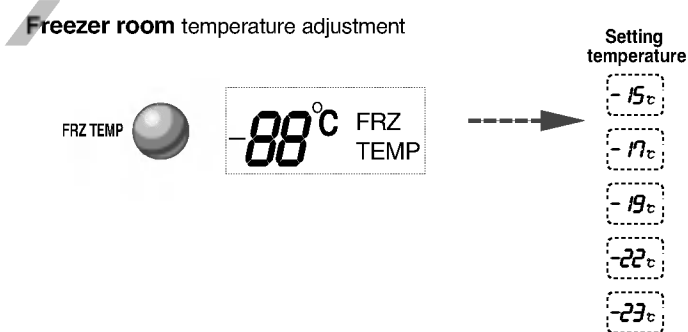 Freezer room temperature adjustment
Setting
temperature
FRZ TEMP
-88°C FRZ
TEMP
-15℃
-17℃
-19℃
-22℃
-23℃